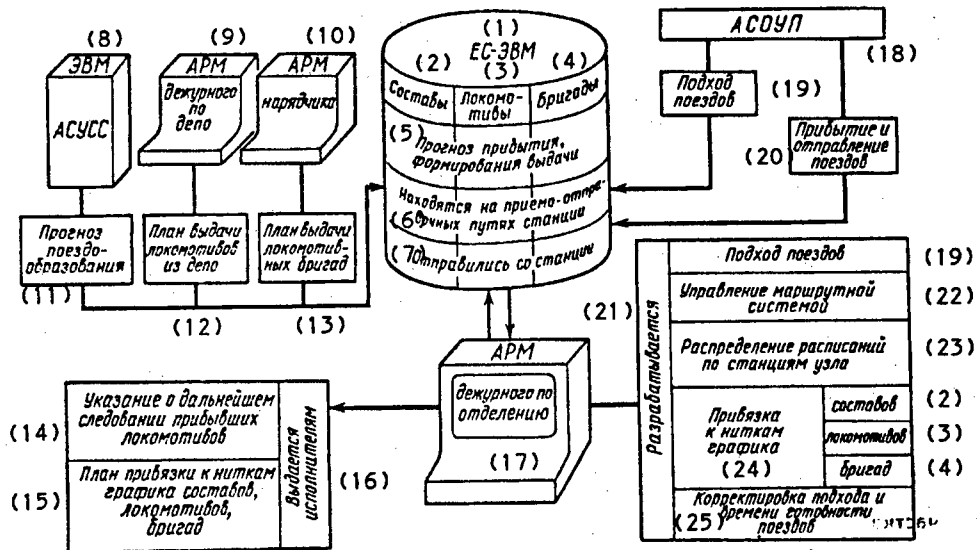 (1)
ЕС-ЭВМ
(2) (3) (4)
Составы
Локомо-
тивы
Бригады
(5)
Прогноз прибытия,
формирования выдачи
Находятся на приемо-отпра-
(6) вочных путях станции
(7) Отправились со станции
(8)
ЭВМ
АСУСС
(9)
АРМ
дежурного
по
депо
(10)
АРМ
нарядчика
АСОУП
(18)
Подход
поездов
(19)
Прибытие и
отправление
поездов
(20)
Прогноз
поездо-
образования
(11)
План выдачи
локомотивов
из депо
(12)
План выдачи
локомотив-
ных бригад
(13)
АРМ
дежурного по
отделению
(17)
Указание о дальнейшем
следовании прибывших
локомотивов
(14)
План привязки к ниткам
графика составов,
локомотивов,
бригад
(15)
Выдается
исполнителям
(16)
(21)
Разрабатывается
Подход поездов
(19)
Управление маршрутной
системой
(22)
Распределение расписаний
по станциям узла
(23)
Привязка
к ниткам
графика
(24)
составов
(2)
локомотивов
(3)
бригад
(4)
Корректировка подхода и
(25) времени готовности
поездов